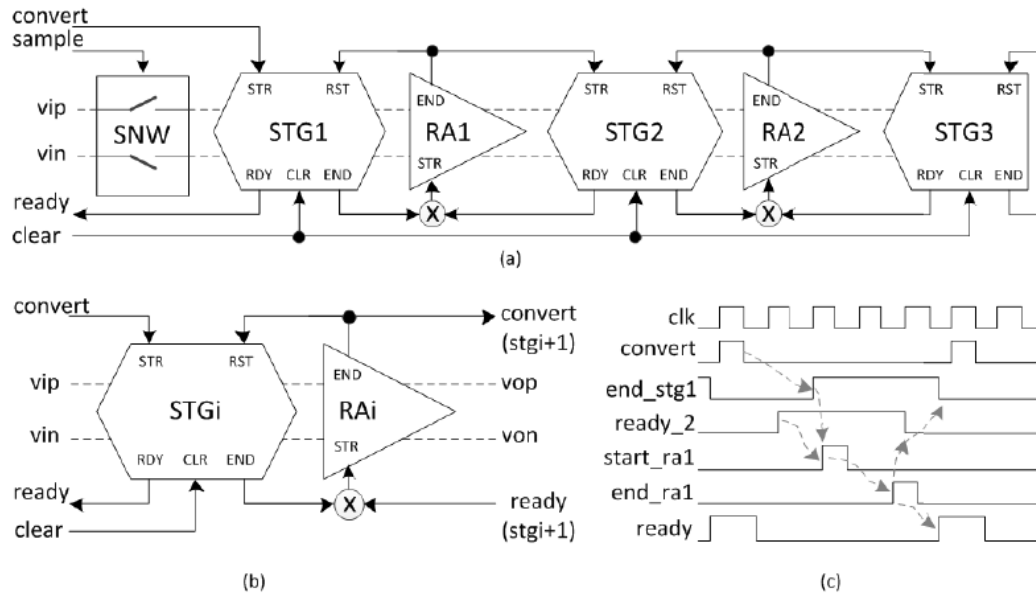 convert
sample
STR RST END STR RST END STR RST
vip
vin
SNW STG1 RA1 STG2 RA2 STG3
STR STR
RDY CLR END RDY CLR END RDY CLR END
ready X X
clear
(a)
convert convert
(stgi+1)
STR RST END
vip vop
STGi RAi
vin von
STR
RDY CLR END
ready X ready
(stgi+1)
clear
(b)
clk
convert
end_stg1
ready_2
start_ra1
end_ra1
ready
(c)